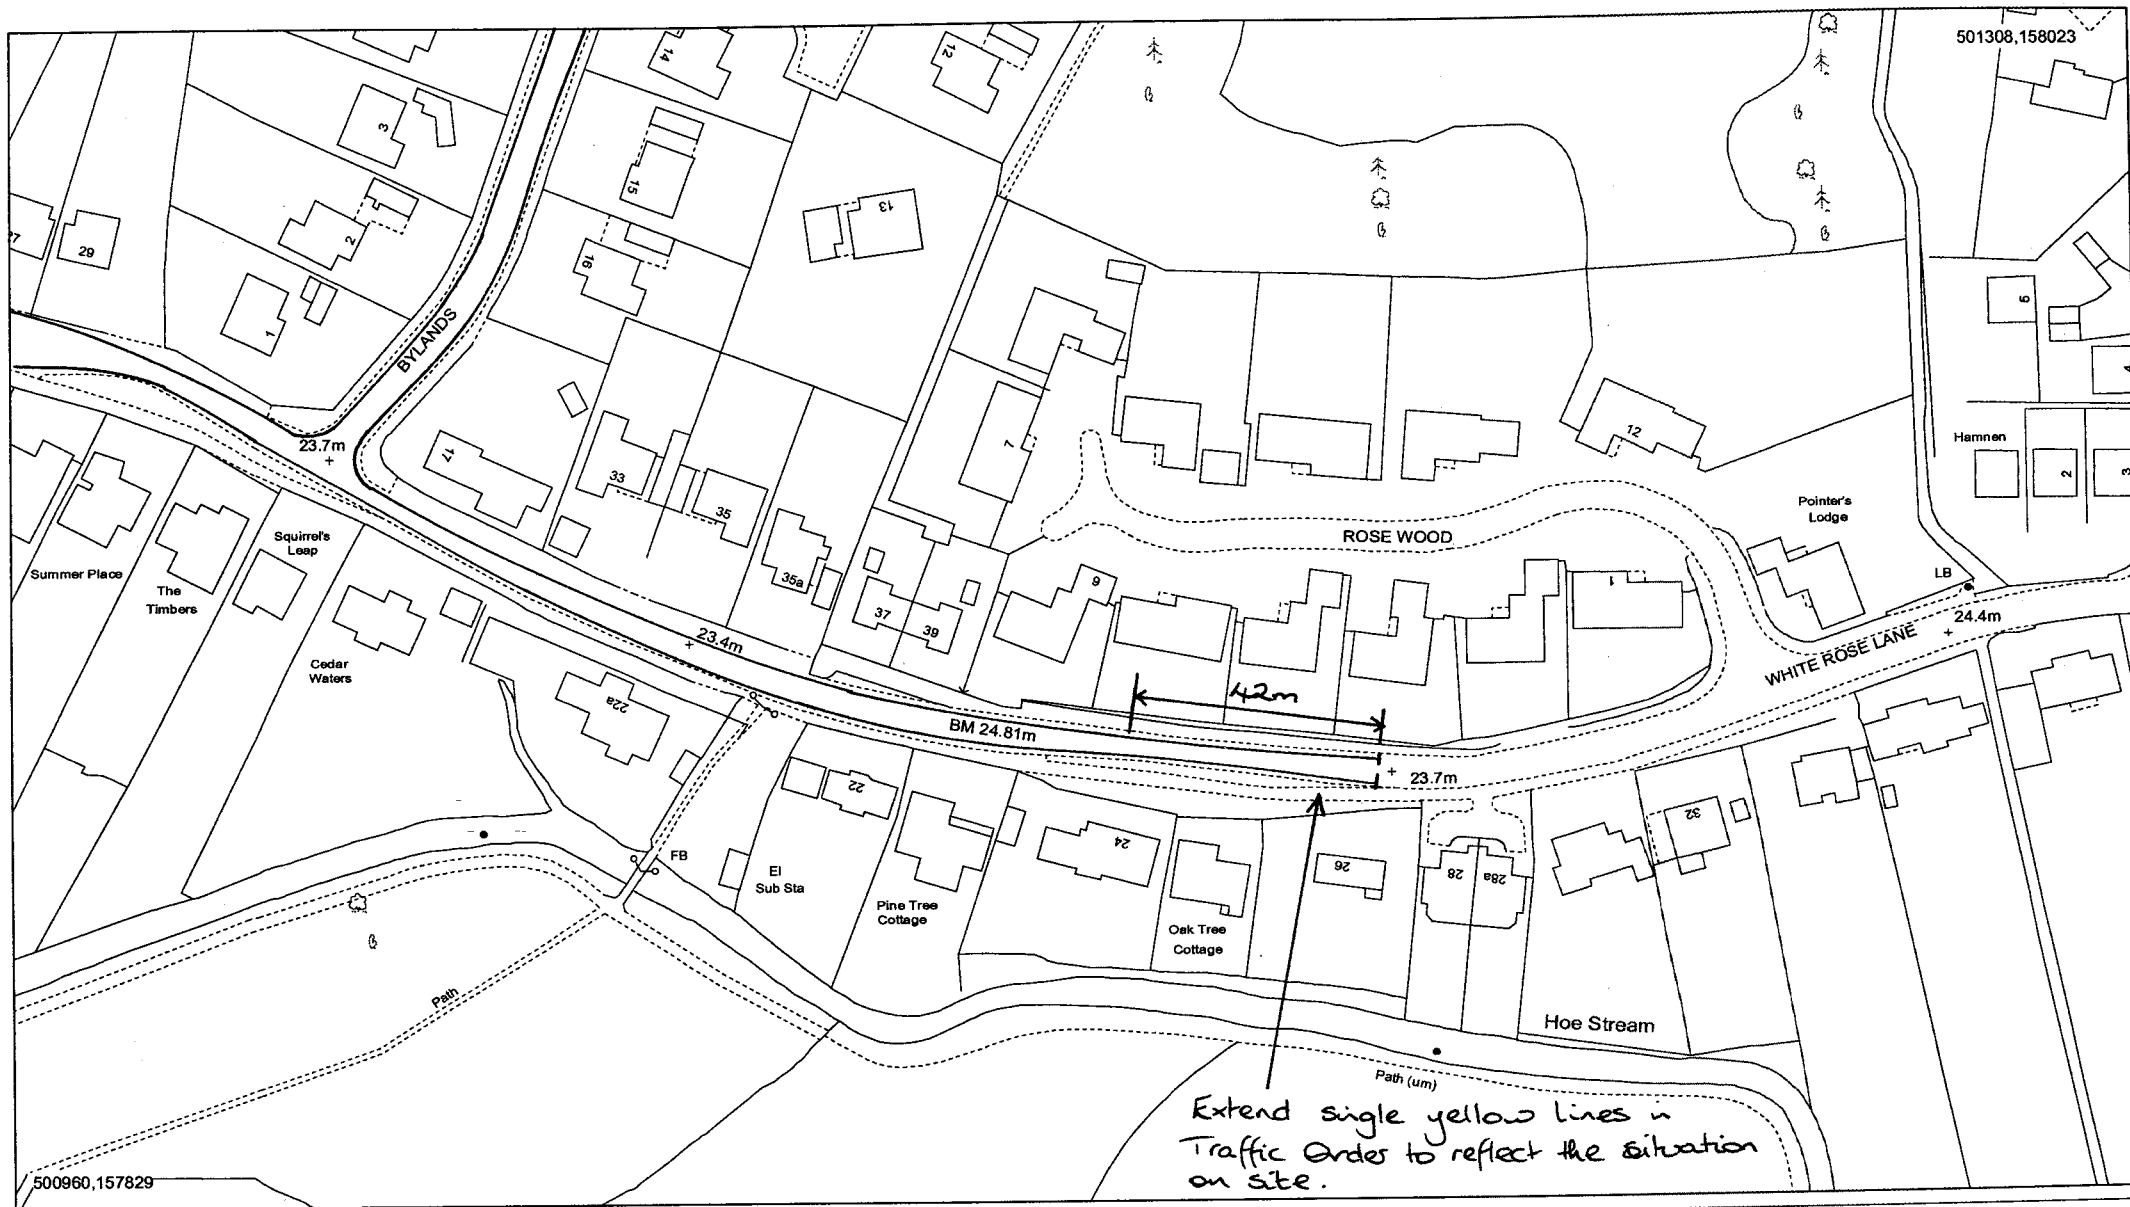 501308,158023
14
12
3
15
13
2
27
29
16
1
5
BYLANDS
4
7
12
23.7m
17
33
35
Hamnen
2
3
Pointer's
Lodge
ROSE WOOD
Squirrel's
Leap
Summer Place
The
Timbers
35a
37
39
9
1
LB
24.4m
WHITE ROSE LANE
23.4m
Cedar
Waters
22a
42m
BM 24.81m
23.7m
22
24
26
28
28a
32
FB
El
Sub Sta
Pine Tree
Cottage
Oak Tree
Cottage
Path
Hoe Stream
Path (um)
Extend single yellow lines in
Traffic Order to reflect the situation
on site.
500960,157829